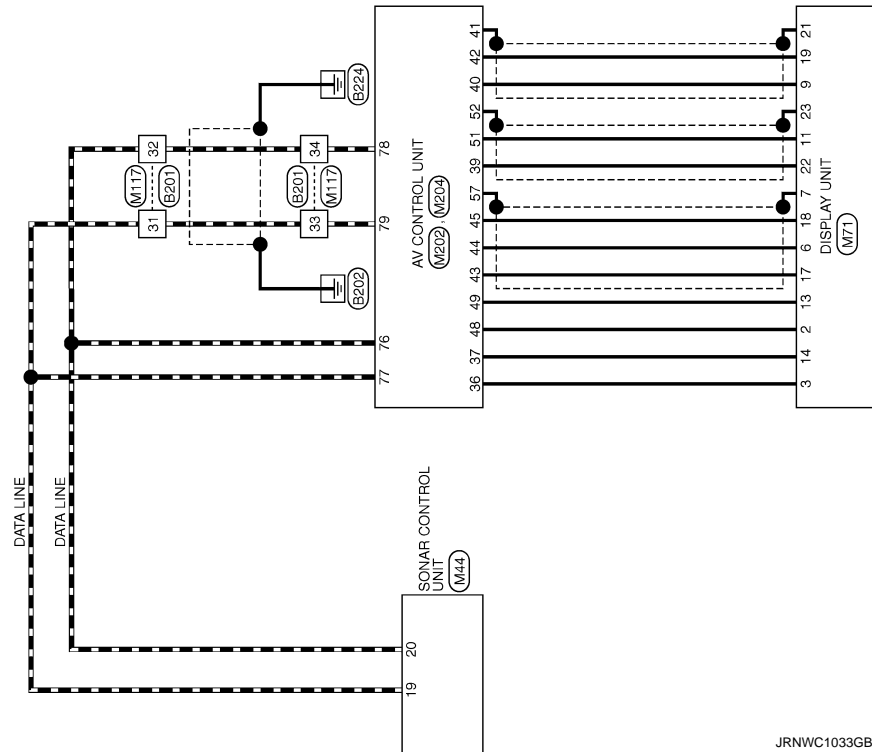 41
42
40
52
51
39
57
45
44
43
49
48
37
36
21
19
9
23
11
22
7
18
6
17
13
2
14
3
B224
32
34
78
M117
B201
B201
M117
31
33
79
B202
76
77
AV CONTROL UNIT
M202 , M204
DISPLAY UNIT
M71
DATA LINE
DATA LINE
SONAR CONTROL
UNIT
M44
20
19
JRNWC1033GB